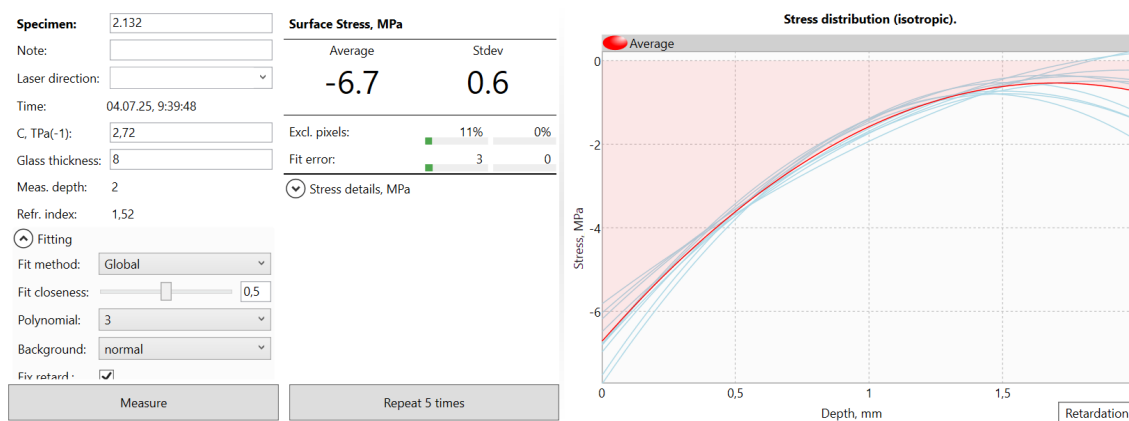 Specimen: 2.132
Note:
Laser direction:
Time: 04.07.25, 9:39:48
C, TPa(-1): 2,72
Glass thickness: 8
Meas. depth: 2
Refr. index: 1,52
Fitting
Fit method: Global
Fit closeness: 0,5
Polynomial: 3
Background: normal
Fix retard.:
Measure
Surface Stress, MPa
Average Stdev
-6.7 0.6
Excl. pixels: 11% 0%
Fit error: 3 0
Stress details, MPa
Repeat 5 times
Stress distribution (isotropic).
Average
Stress, MPa
0
-2
-4
-6
0 0,5 1 1,5
Depth, mm
Retardation